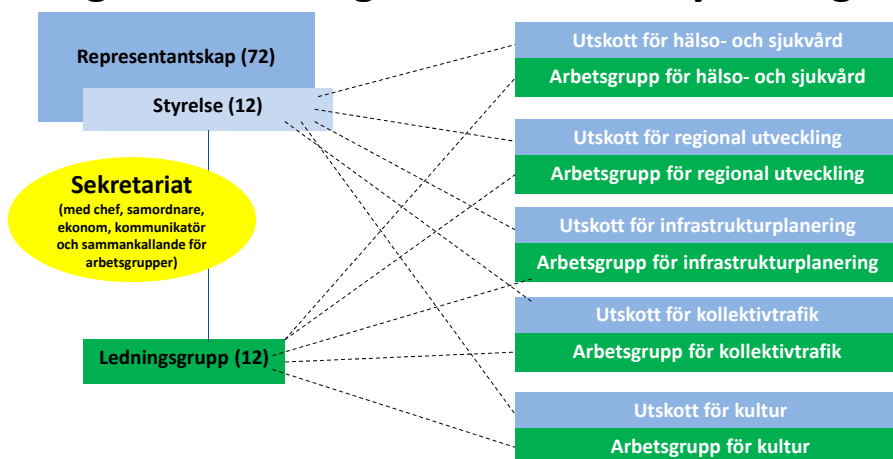 Representantskap (72)
Styrelse (12)
Sekretariat
(med chef, samordnare,
ekonom, kommunikatör
och sammankallande för
arbetsgrupper)
Ledningsgrupp (12)
Utskott för hälso- och sjukvård
Arbetsgrupp för hälso- och sjukvård
Utskott för regional utveckling
Arbetsgrupp för regional utveckling
Utskott för infrastrukturplanering
Arbetsgrupp för infrastrukturplanering
Utskott för kollektivtrafik
Arbetsgrupp för kollektivtrafik
Utskott för kultur
Arbetsgrupp för kultur